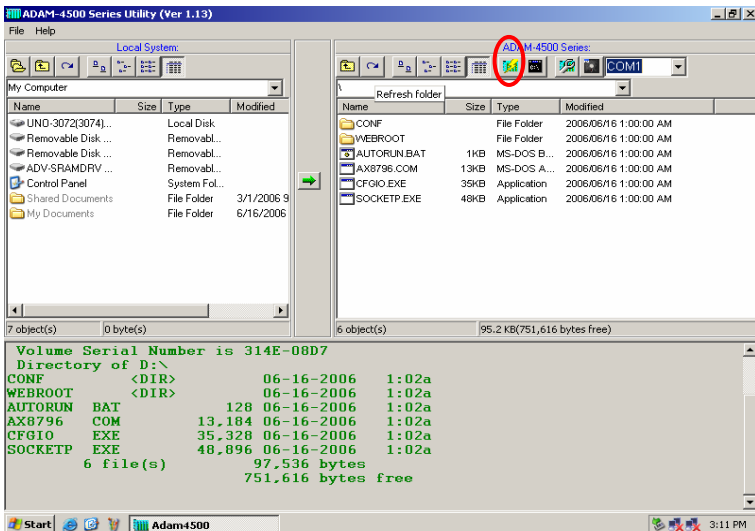 ADAM-4500 Series Utility (Ver 1.13)
File Help
Local System:
My Computer
Name Size Type Modified
UNO-3072(3074)... Local Disk
Removable Disk ... Removabl...
Removable Disk ... Removabl...
ADV-SRAMDRV ... Removabl...
Control Panel System Fol...
Shared Documents File Folder 3/1/2006 9
My Documents File Folder 6/16/2006
7 object(s) 0 byte(s)
ADAM-4500 Series:
COM1
\
Refresh folder
Name Size Type Modified
CONF File Folder 2006/06/16 1:00:00 AM
WEBROOT File Folder 2006/06/16 1:00:00 AM
AUTORUN.BAT 1KB MS-DOS B... 2006/06/16 1:00:00 AM
AX8796.COM 13KB MS-DOS A... 2006/06/16 1:00:00 AM
CFGIO.EXE 35KB Application 2006/06/16 1:00:00 AM
SOCKETP.EXE 48KB Application 2006/06/16 1:00:00 AM
6 object(s) 95.2 KB(751,616 bytes free)
Volume Serial Number is 314E-08D7
Directory of D:\
CONF <DIR> 06-16-2006 1:02a
WEBROOT <DIR> 06-16-2006 1:02a
AUTORUN BAT 128 06-16-2006 1:02a
AX8796 COM 13,184 06-16-2006 1:02a
CFGIO EXE 35,328 06-16-2006 1:02a
SOCKETP EXE 48,896 06-16-2006 1:02a
6 file(s) 97,536 bytes
751,616 bytes free
Start Adam4500 3:11 PM